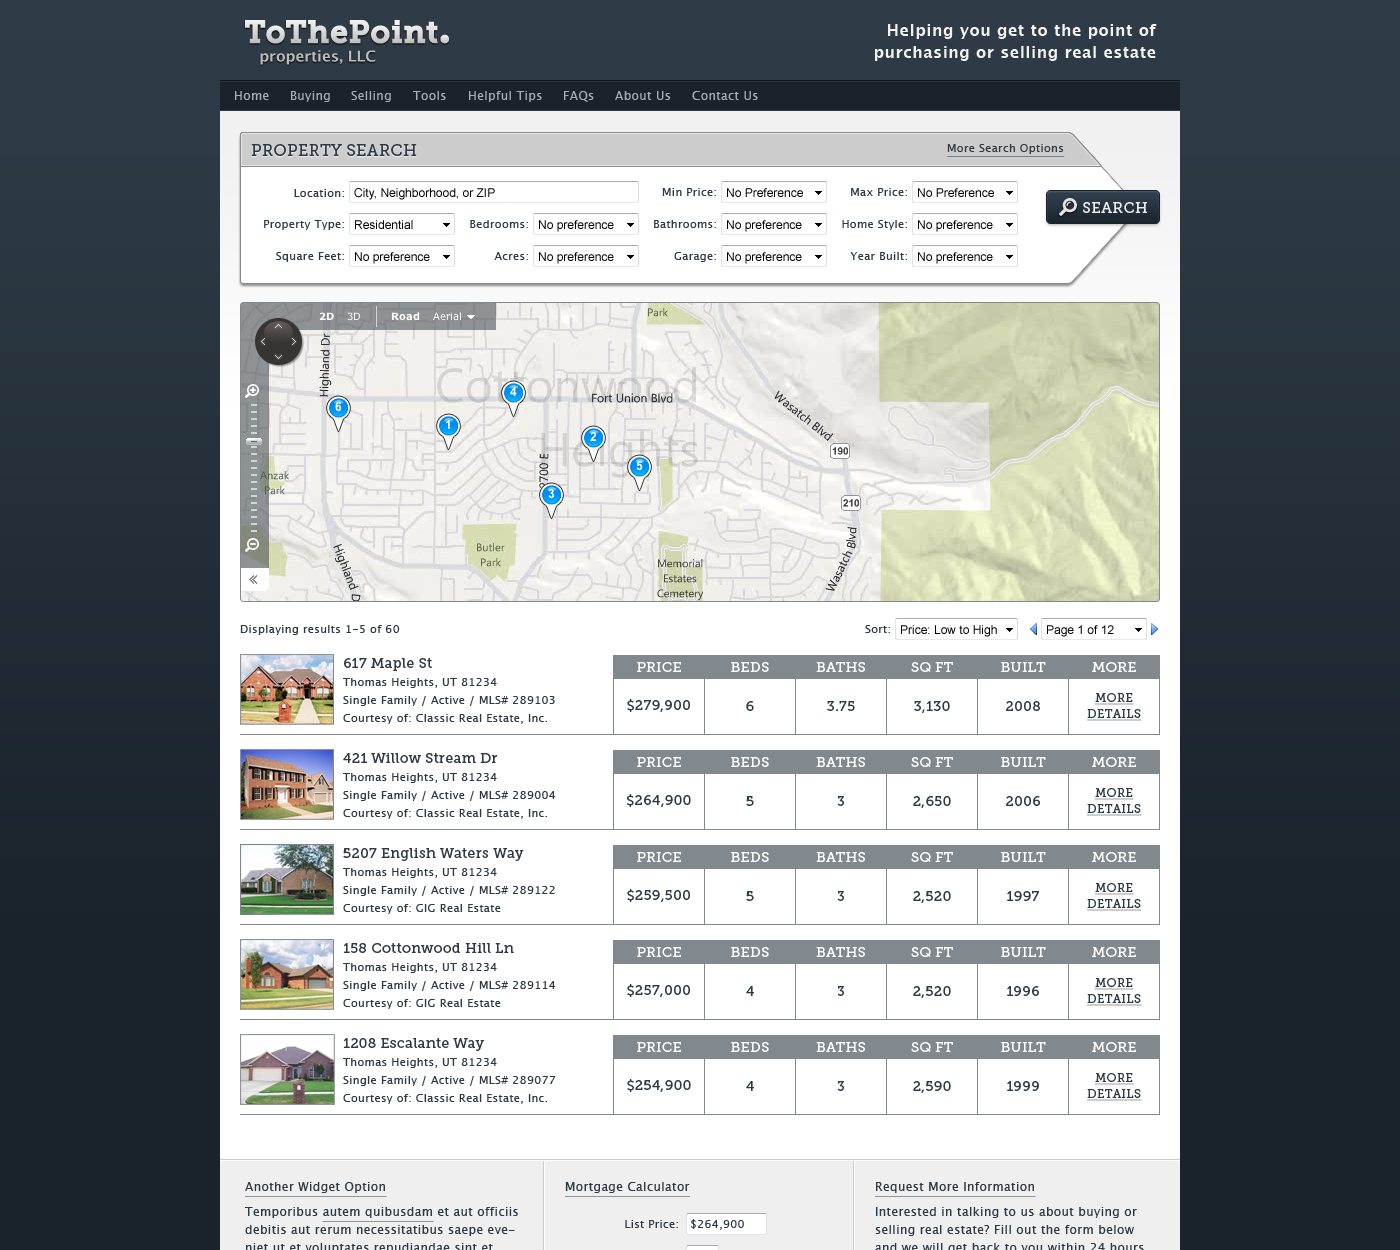 ToThePoint.
properties, LLC
Helping you get to the point of
purchasing or selling real estate
Home Buying Selling Tools Helpful Tips FAQs About Us Contact Us
PROPERTY SEARCH More Search Options
Location: City, Neighborhood, or ZIP Min Price: No Preference Max Price: No Preference
SEARCH
Property Type: Residential Bedrooms: No preference Bathrooms: No preference Home Style: No preference
Square Feet: No preference Acres: No preference Garage: No preference Year Built: No preference
2D 3D Road Aerial
Park
Highland Dr
Cottonwood
Heights
Fort Union Blvd
Wasatch Blvd
6
1
4
2
5
3
190
210
Anzak
Park
Butler
Park
Highland D
Memorial
Estates
Cemetery
Wasatch Blvd
«
Displaying results 1-5 of 60 Sort: Price: Low to High Page 1 of 12
617 Maple St
Thomas Heights, UT 81234
Single Family / Active / MLS# 289103
Courtesy of: Classic Real Estate, Inc.
PRICE BEDS BATHS SQ FT BUILT MORE
$279,900 6 3.75 3,130 2008 MORE
DETAILS
421 Willow Stream Dr
Thomas Heights, UT 81234
Single Family / Active / MLS# 289004
Courtesy of: Classic Real Estate, Inc.
PRICE BEDS BATHS SQ FT BUILT MORE
$264,900 5 3 2,650 2006 MORE
DETAILS
5207 English Waters Way
Thomas Heights, UT 81234
Single Family / Active / MLS# 289122
Courtesy of: GIG Real Estate
PRICE BEDS BATHS SQ FT BUILT MORE
$259,500 5 3 2,520 1997 MORE
DETAILS
158 Cottonwood Hill Ln
Thomas Heights, UT 81234
Single Family / Active / MLS# 289114
Courtesy of: GIG Real Estate
PRICE BEDS BATHS SQ FT BUILT MORE
$257,000 4 3 2,520 1996 MORE
DETAILS
1208 Escalante Way
Thomas Heights, UT 81234
Single Family / Active / MLS# 289077
Courtesy of: Classic Real Estate, Inc.
PRICE BEDS BATHS SQ FT BUILT MORE
$254,900 4 3 2,590 1999 MORE
DETAILS
Another Widget Option
Temporibus autem quibusdam et aut officiis
debitis aut rerum necessitatibus saepe eve-
niet ut et voluptates repudiandae sint et
Mortgage Calculator
List Price: $264,900
Request More Information
Interested in talking to us about buying or
selling real estate? Fill out the form below
and we will get back to you within 24 hours